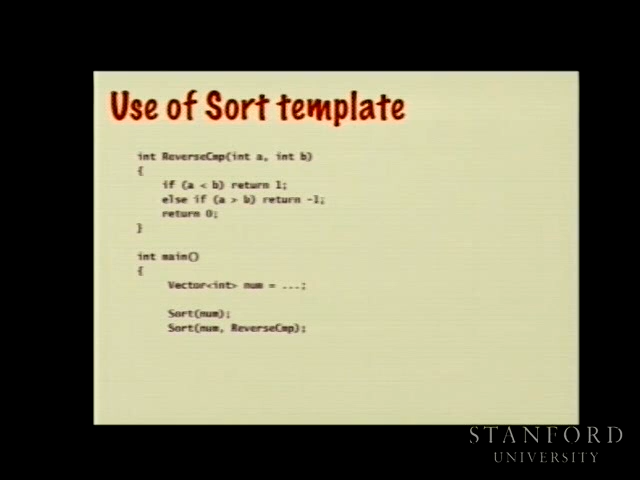 Use of Sort template
int ReverseCmp(int a, int b)
{
if (a < b) return 1;
else if (a > b) return -1;
return 0;
}
int main()
{
Vector<int> num = ...;
Sort(num);
Sort(num, ReverseCmp);
STANFORD
UNIVERSITY